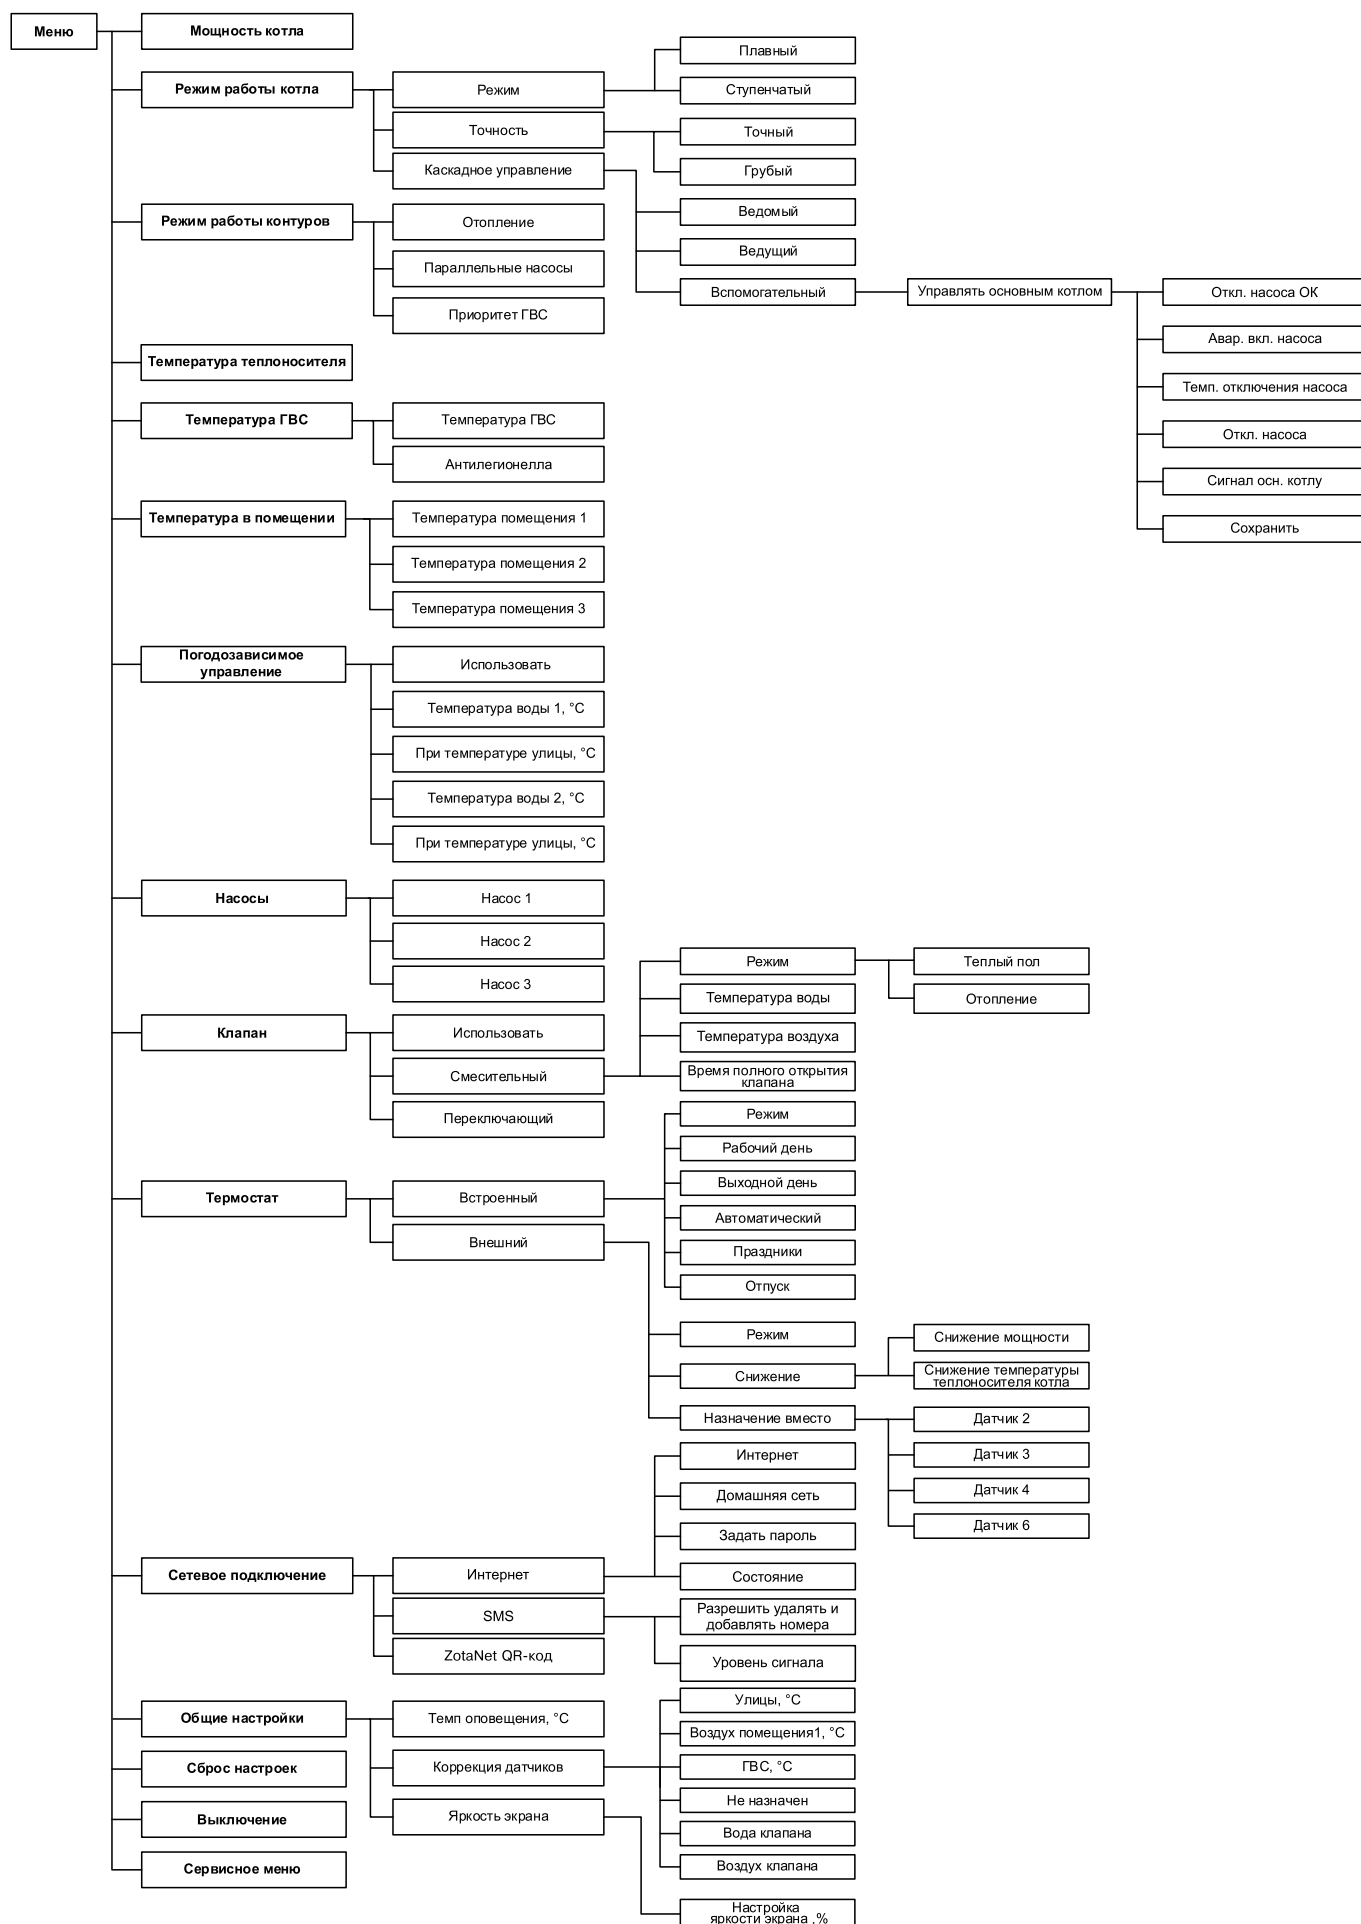 Меню
Мощность котла
Режим работы котла
Режим
Плавный
Ступенчатый
Точность
Точный
Грубый
Каскадное управление
Ведомый
Ведущий
Вспомогательный
Управлять основным котлом
Откл. насоса ОК
Авар. вкл. насоса
Темп. отключения насоса
Откл. насоса
Сигнал осн. котлу
Сохранить
Режим работы контуров
Отопление
Параллельные насосы
Приоритет ГВС
Температура теплоносителя
Температура ГВС
Температура ГВС
Антилегионелла
Температура в помещении
Температура помещения 1
Температура помещения 2
Температура помещения 3
Погодозависимое
управление
Использовать
Температура воды 1, °С
При температуре улицы, °С
Температура воды 2, °С
При температуре улицы, °С
Насосы
Насос 1
Насос 2
Насос 3
Клапан
Использовать
Смесительный
Режим
Теплый пол
Отопление
Температура воды
Температура воздуха
Время полного открытия
клапана
Переключающий
Термостат
Встроенный
Режим
Рабочий день
Выходной день
Автоматический
Праздники
Отпуск
Внешний
Режим
Снижение
Снижение мощности
Снижение температуры
теплоносителя котла
Назначение вместо
Датчик 2
Датчик 3
Датчик 4
Датчик 6
Сетевое подключение
Интернет
Интернет
Домашняя сеть
Задать пароль
Состояние
SMS
Разрешить удалять и
добавлять номера
Уровень сигнала
ZotaNet QR-код
Общие настройки
Темп оповещения, °С
Коррекция датчиков
Улицы, °С
Воздух помещения1, °С
ГВС, °С
Не назначен
Вода клапана
Воздух клапана
Яркость экрана
Настройка
яркости экрана ,%
Сброс настроек
Выключение
Сервисное меню